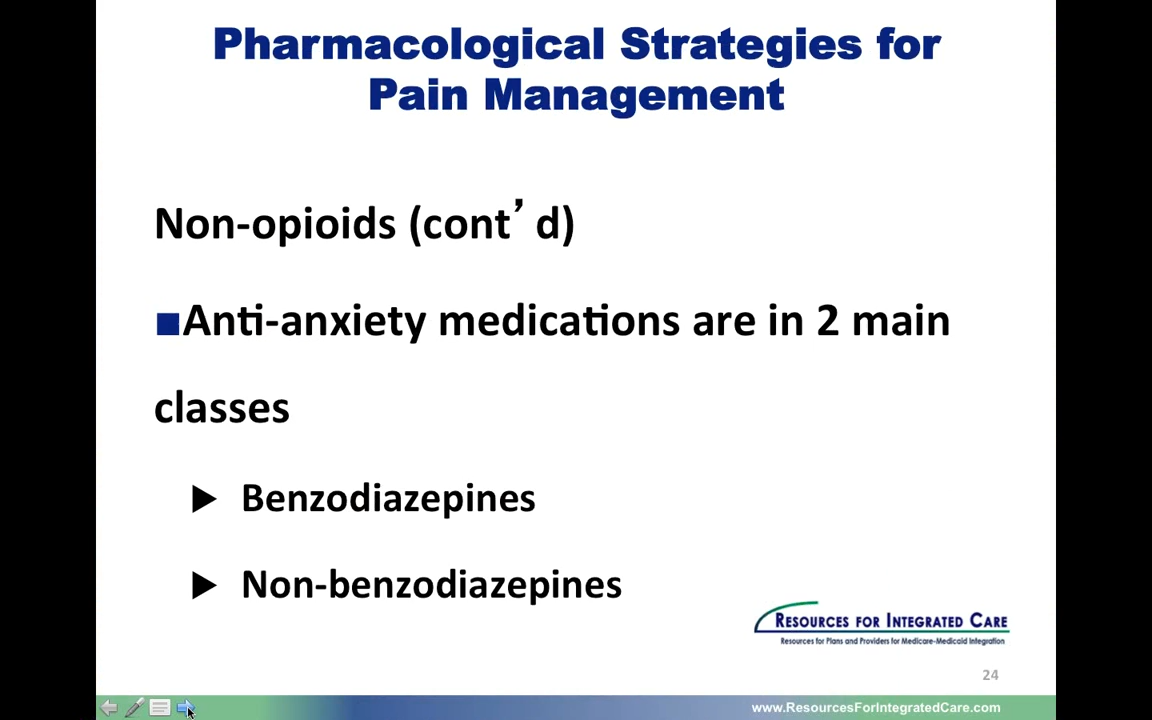 Pharmacological Strategies for
Pain Management
Non-opioids (cont’ d)
■Anti-anxiety medications are in 2 main
classes
▶ Benzodiazepines
▶ Non-benzodiazepines
RESOURCES FOR INTEGRATED CARE
Resources for Plans and Providers for Medicare-Medicaid Integration
24
www.ResourcesForIntegratedCare.com